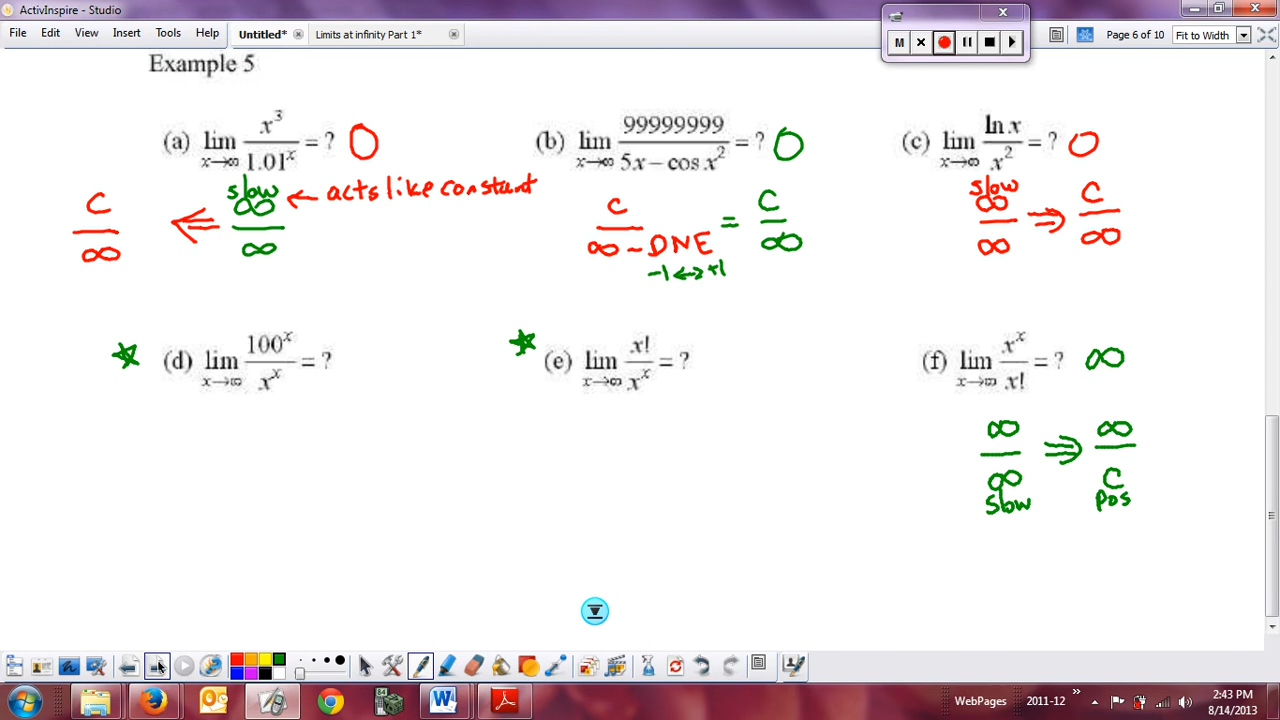 ActivInspire - Studio
File Edit View Insert Tools Help
Untitled* Limits at infinity Part 1*
M
Page 6 of 10 Fit to Width
Example 5
(a) lim x→∞ x³/1.01ˣ = ? 0
slow
∞/∞ ← acts like constant
C/∞ ⇐
(b) lim x→∞ 99999999/(5x – cos x²) = ? 0
C/(∞ – DNE) = C/∞
-1 ↔ +1
(c) lim x→∞ ln x/x² = ? 0
slow
∞/∞ ⇒ C/∞
☆ (d) lim x→∞ 100ˣ/xˣ = ?
☆ (e) lim x→∞ x!/xˣ = ?
(f) lim x→∞ xˣ/x! = ? ∞
∞/∞ ⇒ ∞/C
slow pos
WebPages 2011-12 »
2:43 PM
8/14/2013